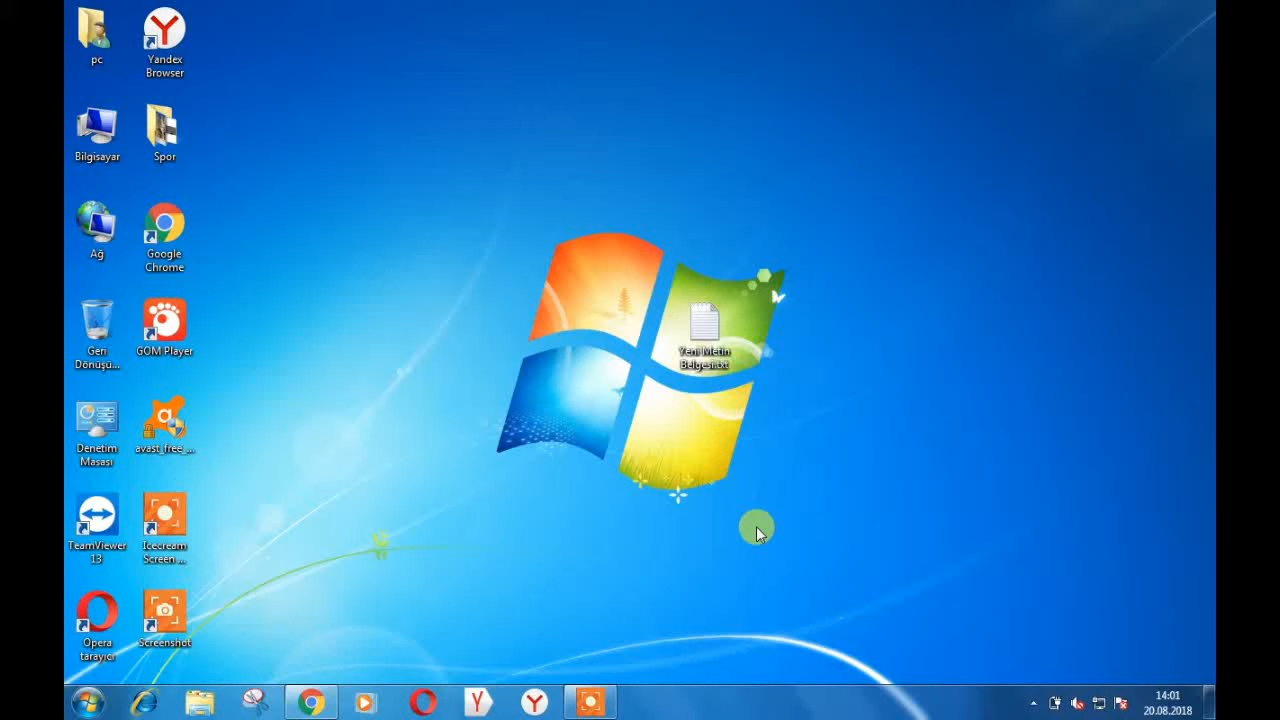 pc
Yandex
Browser
Bilgisayar
Spor
Ağ
Google
Chrome
Geri
Dönüşü...
GOM Player
Denetim
Masası
avast_free_...
TeamViewer
13
Icecream
Screen ...
Opera
tarayıcı
Screenshot
Yeni Metin
Belgesi.txt
14:01
20.08.2018